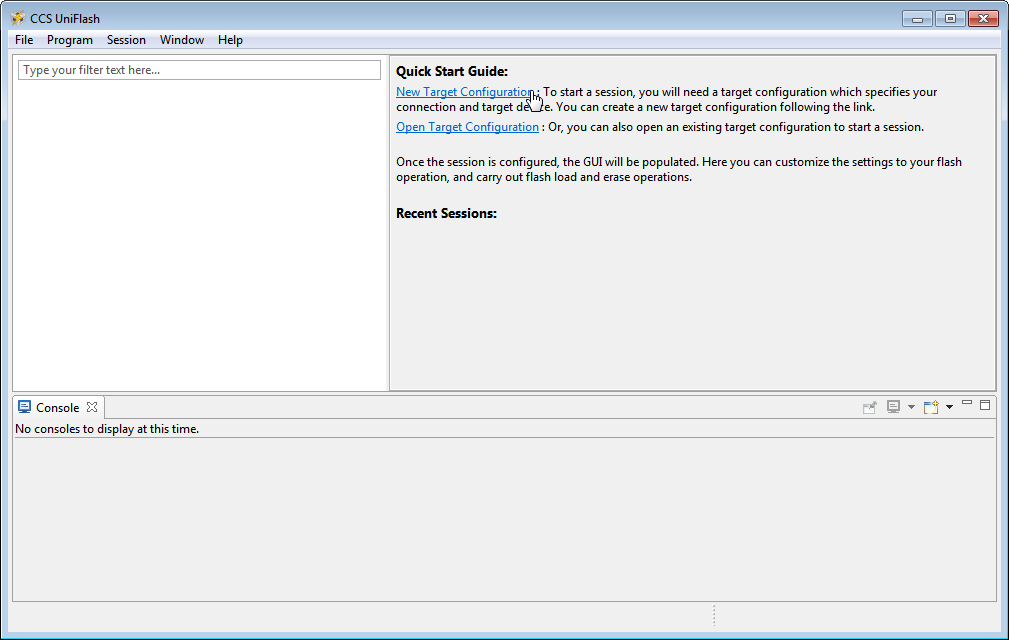 CCS UniFlash
File Program Session Window Help
Type your filter text here...
Quick Start Guide:
New Target Configuration : To start a session, you will need a target configuration which specifies your
connection and target device. You can create a new target configuration following the link.
Open Target Configuration : Or, you can also open an existing target configuration to start a session.
Once the session is configured, the GUI will be populated. Here you can customize the settings to your flash
operation, and carry out flash load and erase operations.
Recent Sessions:
Console
No consoles to display at this time.